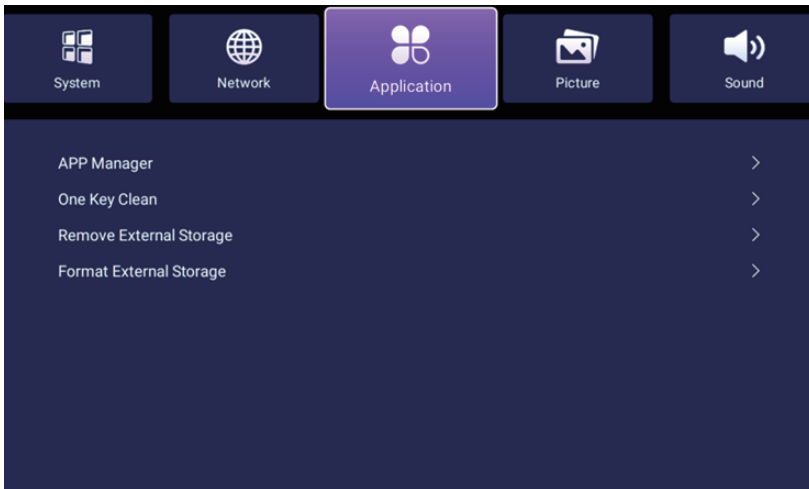 System
Network
Application
Picture
Sound
APP Manager
One Key Clean
Remove External Storage
Format External Storage